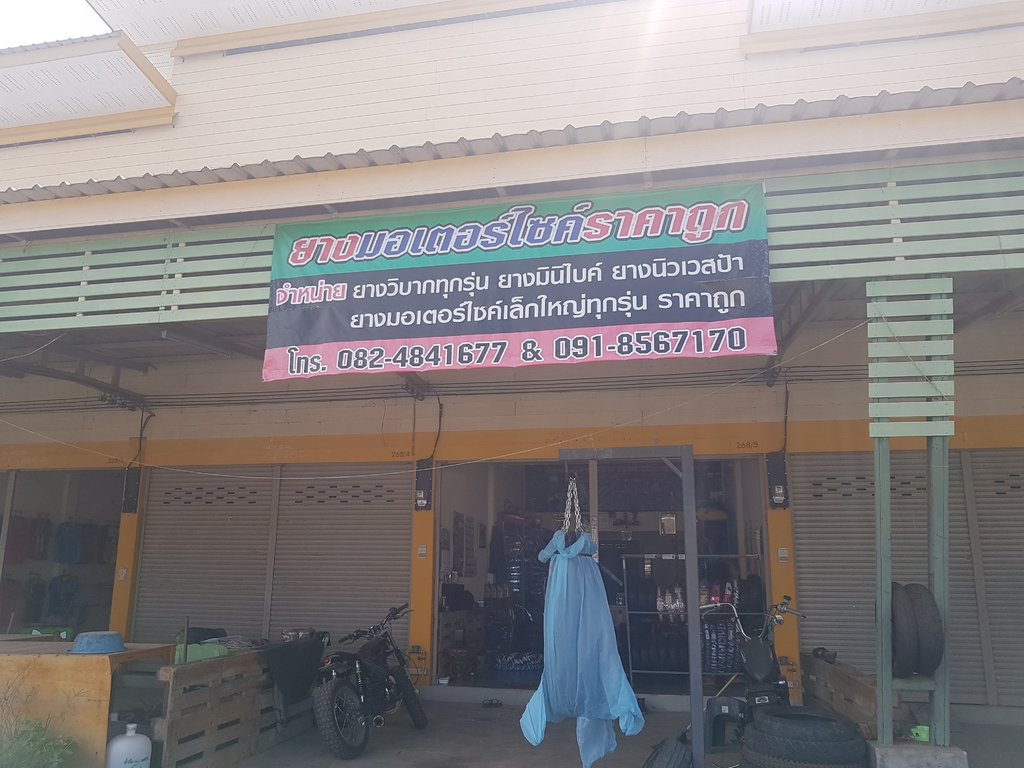 ยางมอเตอร์ไซค์ราคาถูก
จำหน่าย ยางวิบากทุกรุ่น ยางมินิไบค์ ยางนิวเวสป้า
ยางมอเตอร์ไซค์เล็กใหญ่ทุกรุ่น ราคาถูก
โทร. 082-4841677 & 091-8567170
268/4
268/5